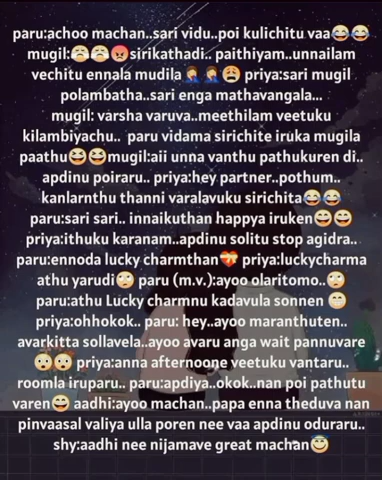 paru:achoo machan..sari vidu..poi kulichitu vaa😂😂
mugil:😤😤😡sirikathadi.. paithiyam..unnailam
vechitu ennala mudila🤦‍♂️🤦‍♂️😩 priya:sari mugil
polambatha..sari enga mathavangala...
mugil: varsha varuva..meethilam veetuku
kilambiyachu.. paru vidama sirichite iruka mugila
paathu😆😆mugil:aii unna vanthu pathukuren di..
apdinu poiraru.. priya:hey partner..pothum..
kanlarnthu thanni varalavuku sirichita😂😂
paru:sari sari.. innaikuthan happya iruken😄😄
priya:ithuku karanam..apdinu solitu stop agidra..
paru:ennoda lucky charmthan💝 priya:luckycharma
athu yarudi🙄 paru (m.v.):ayoo olaritomo..🙄
paru:athu Lucky charmnu kadavula sonnen 😁
priya:ohhokok.. paru: hey..ayoo maranthuten..
avarkitta sollavela..ayoo avaru anga wait pannuvare
😲😲 priya:anna afternoone veetuku vantaru..
roomla iruparu.. paru:apdiya..okok..nan poi pathutu
varen😄 aadhi:ayoo machan..papa enna theduva nan
pinvaasal valiya ulla poren nee vaa apdinu oduraru..
shy:aadhi nee nijamave great machan😇